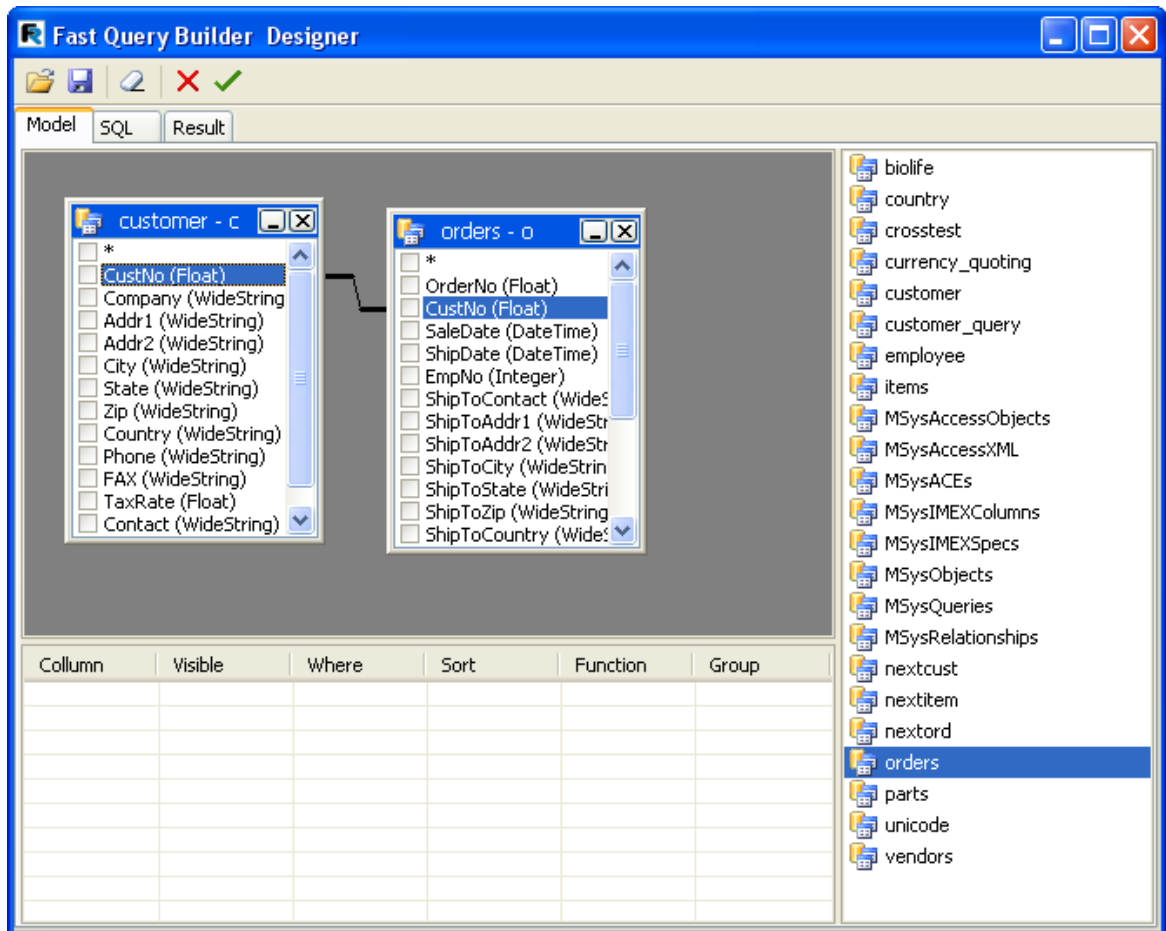 Fast Query Builder Designer
Model SQL Result
customer - c
*
CustNo (Float)
Company (WideString
Addr1 (WideString)
Addr2 (WideString)
City (WideString)
State (WideString)
Zip (WideString)
Country (WideString)
Phone (WideString)
FAX (WideString)
TaxRate (Float)
Contact (WideString)
orders - o
*
OrderNo (Float)
CustNo (Float)
SaleDate (DateTime)
ShipDate (DateTime)
EmpNo (Integer)
ShipToContact (WideS
ShipToAddr1 (WideStr
ShipToAddr2 (WideStr
ShipToCity (WideStrin
ShipToState (WideStri
ShipToZip (WideString
ShipToCountry (WideS
Collumn Visible Where Sort Function Group
biolife
country
crosstest
currency_quoting
customer
customer_query
employee
items
MSysAccessObjects
MSysAccessXML
MSysACEs
MSysIMEXColumns
MSysIMEXSpecs
MSysObjects
MSysQueries
MSysRelationships
nextcust
nextitem
nextord
orders
parts
unicode
vendors